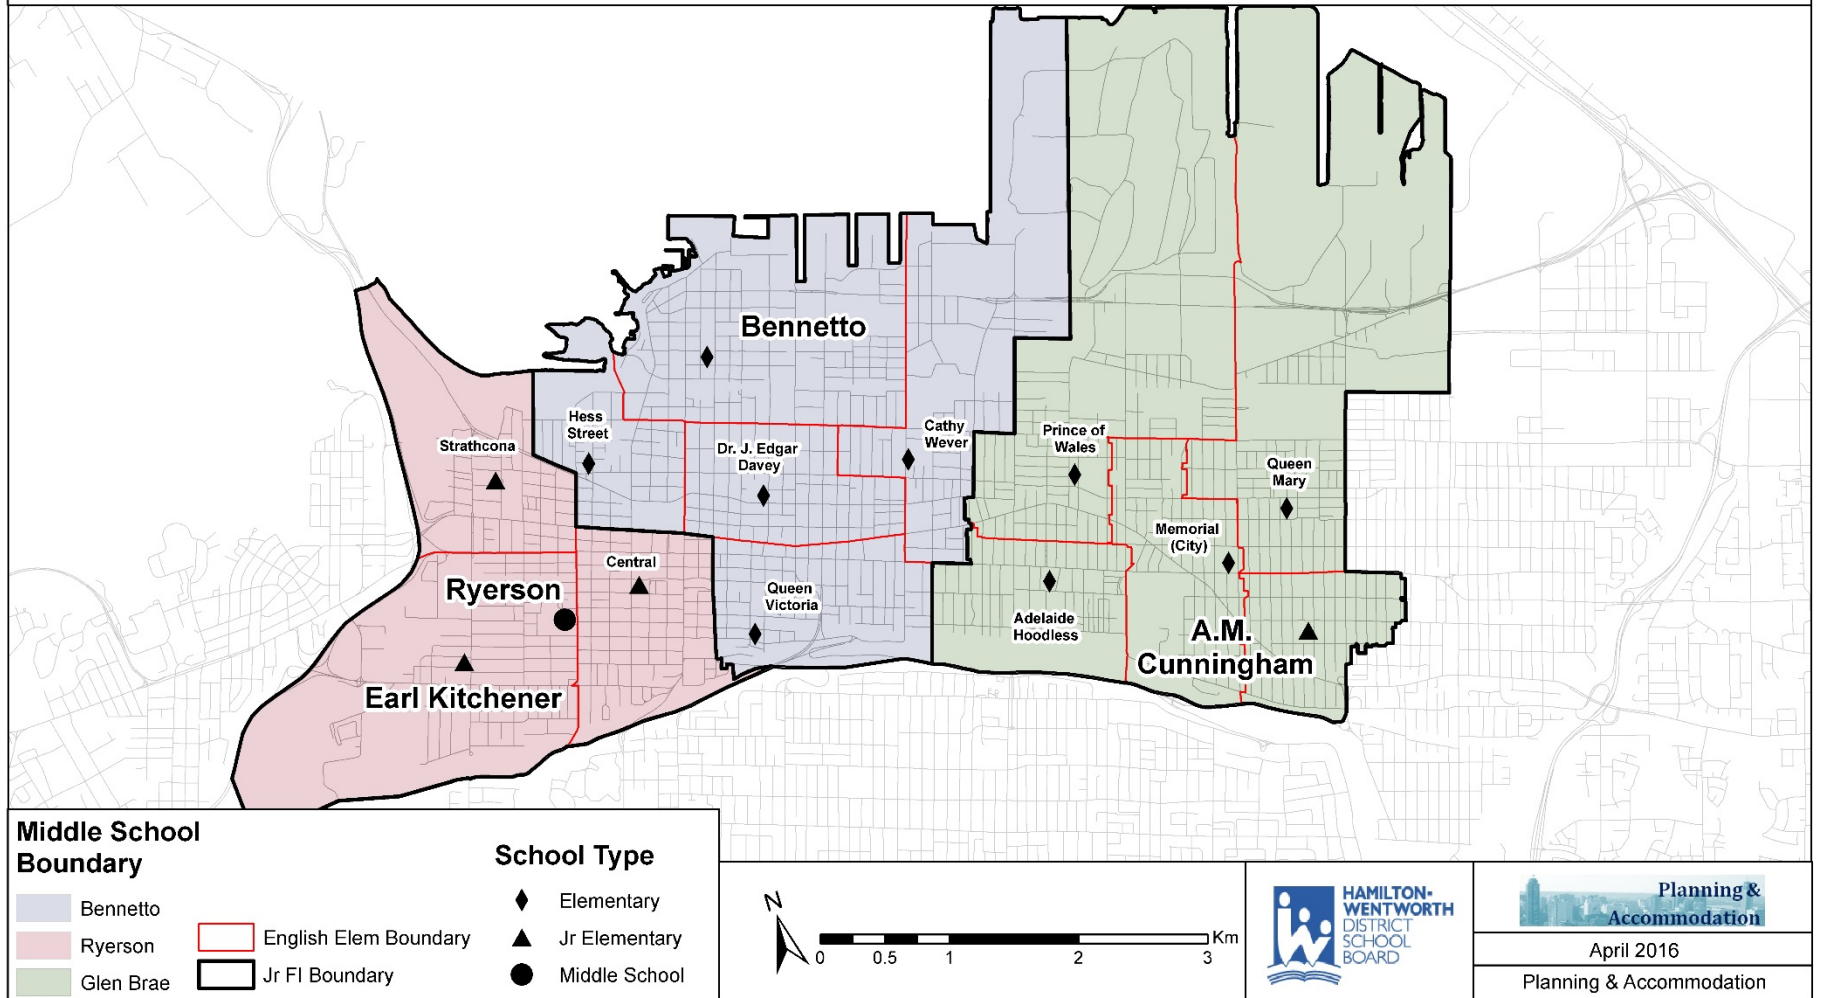 Bennetto
Hess
Street
Strathcona
Dr. J. Edgar
Davey
Cathy
Wever
Prince of
Wales
Queen
Mary
Memorial
(City)
Central
Ryerson
Queen
Victoria
Adelaide
Hoodless
A.M.
Cunningham
Earl Kitchener
Middle School
Boundary
Bennetto
Ryerson
Glen Brae
English Elem Boundary
Jr FI Boundary
School Type
Elementary
Jr Elementary
Middle School
N
Km
0 0.5 1 2 3
HAMILTON-
WENTWORTH
DISTRICT
SCHOOL
BOARD
Planning &
Accommodation
April 2016
Planning & Accommodation